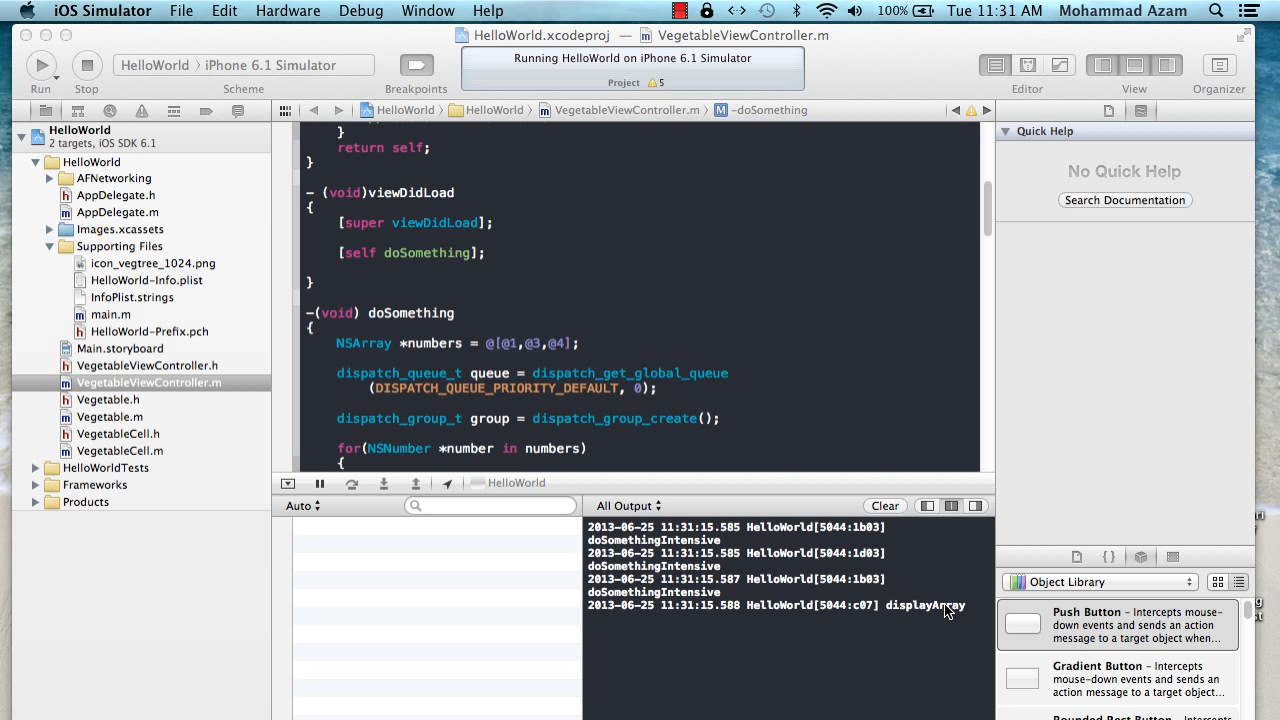 iOS Simulator File Edit Hardware Debug Window Help 100% Tue 11:31 AM Mohammad Azam
HelloWorld.xcodeproj — VegetableViewController.m
HelloWorld iPhone 6.1 Simulator
Running HelloWorld on iPhone 6.1 Simulator
Project 5
Run Stop Scheme Breakpoints Editor View Organizer
HelloWorld HelloWorld VegetableViewController.m -doSomething
HelloWorld
2 targets, iOS SDK 6.1
HelloWorld
AFNetworking
AppDelegate.h
AppDelegate.m
Images.xcassets
Supporting Files
icon_vegtree_1024.png
HelloWorld-Info.plist
InfoPlist.strings
main.m
HelloWorld-Prefix.pch
Main.storyboard
VegetableViewController.h
VegetableViewController.m
Vegetable.h
Vegetable.m
VegetableCell.h
VegetableCell.m
HelloWorldTests
Frameworks
Products
}
return self;
}
- (void)viewDidLoad
{
[super viewDidLoad];
[self doSomething];
}
-(void) doSomething
{
NSArray *numbers = @[@1,@3,@4];
dispatch_queue_t queue = dispatch_get_global_queue
(DISPATCH_QUEUE_PRIORITY_DEFAULT, 0);
dispatch_group_t group = dispatch_group_create();
for(NSNumber *number in numbers)
{
HelloWorld
Auto
All Output Clear
2013-06-25 11:31:15.585 HelloWorld[5044:1b03]
doSomethingIntensive
2013-06-25 11:31:15.585 HelloWorld[5044:1d03]
doSomethingIntensive
2013-06-25 11:31:15.587 HelloWorld[5044:1b03]
doSomethingIntensive
2013-06-25 11:31:15.588 HelloWorld[5044:c07] displayArray
Quick Help
No Quick Help
Search Documentation
{ }
Object Library
Push Button – Intercepts mouse-
down events and sends an action
message to a target object when...
Gradient Button – Intercepts
mouse-down events and sends an
action message to a target object...
Rounded Rect Button – Intercepts